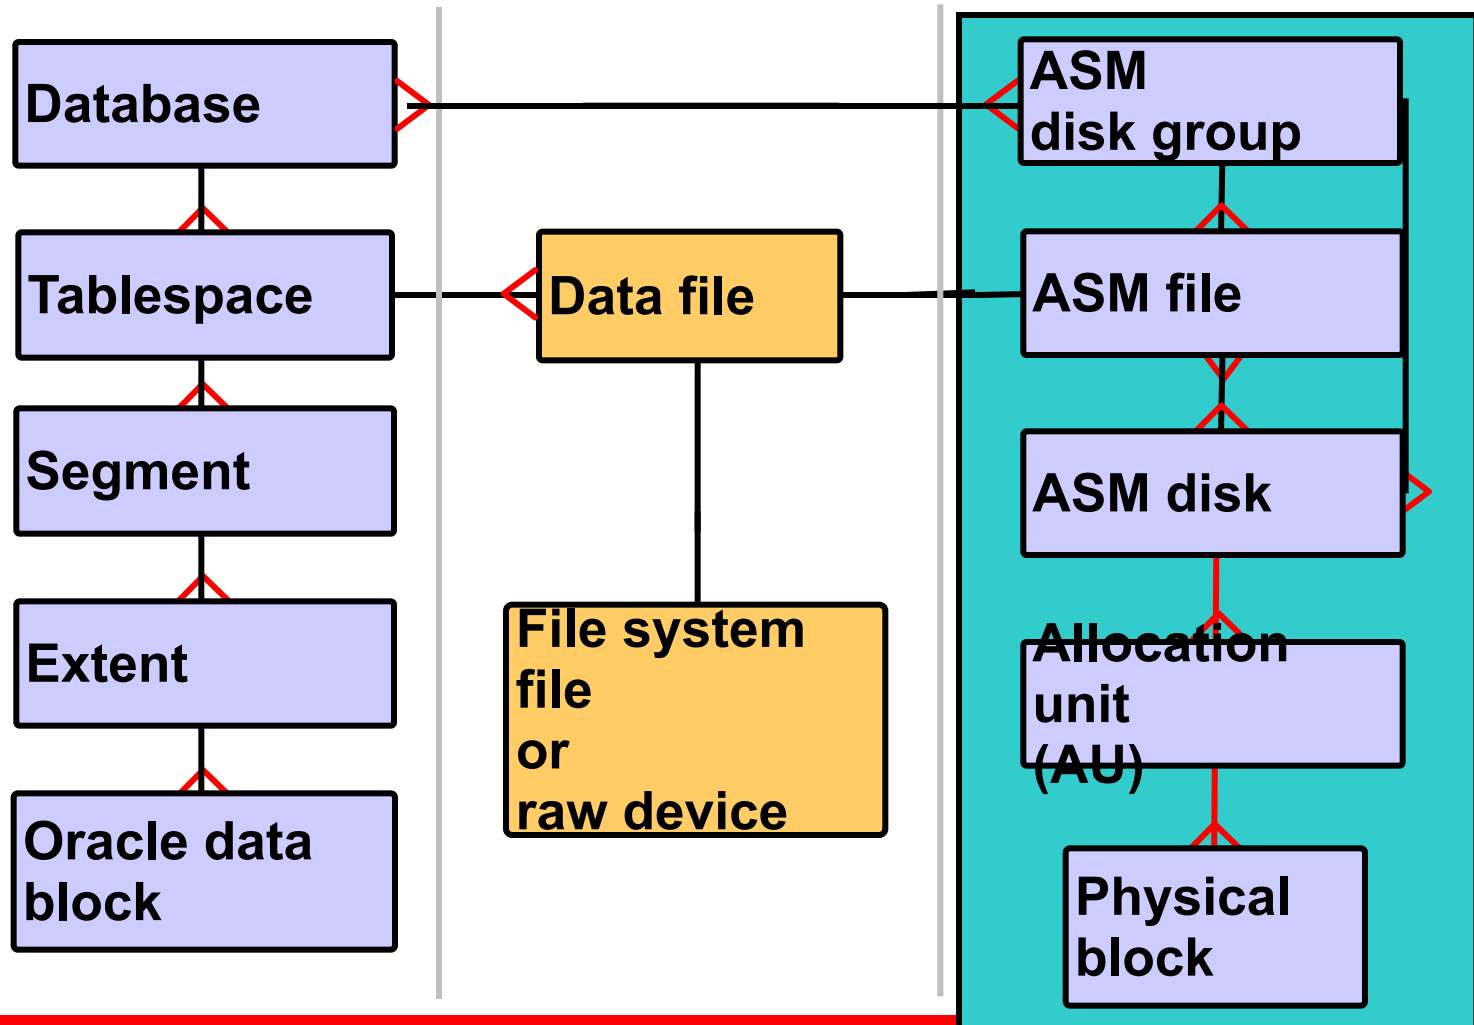 Database
Tablespace
Segment
Extent
Oracle data
block
Data file
File system
file
or
raw device
ASM
disk group
ASM file
ASM disk
Allocation
unit
(AU)
Physical
block